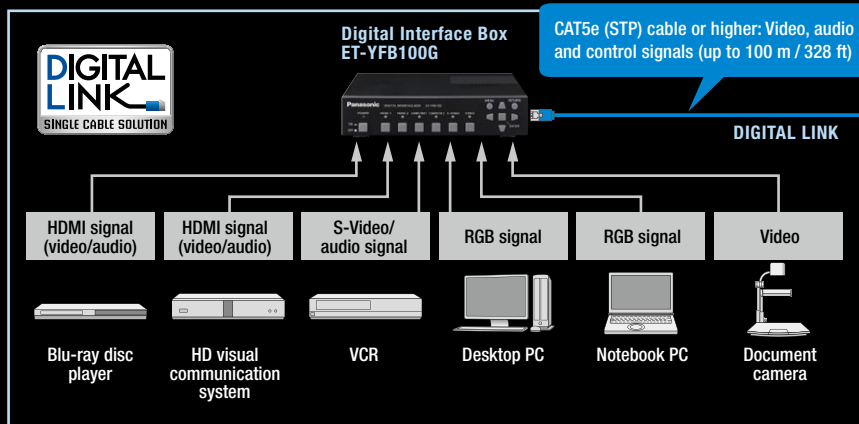 Digital Interface Box
ET-YFB100G
CAT5e (STP) cable or higher: Video, audio
and control signals (up to 100 m / 328 ft)
DIGITAL
LINK
SINGLE CABLE SOLUTION
Panasonic
DIGITAL LINK
HDMI signal
(video/audio)
HDMI signal
(video/audio)
S-Video/
audio signal
RGB signal
RGB signal
Video
Blu-ray disc
player
HD visual
communication
system
VCR
Desktop PC
Notebook PC
Document
camera